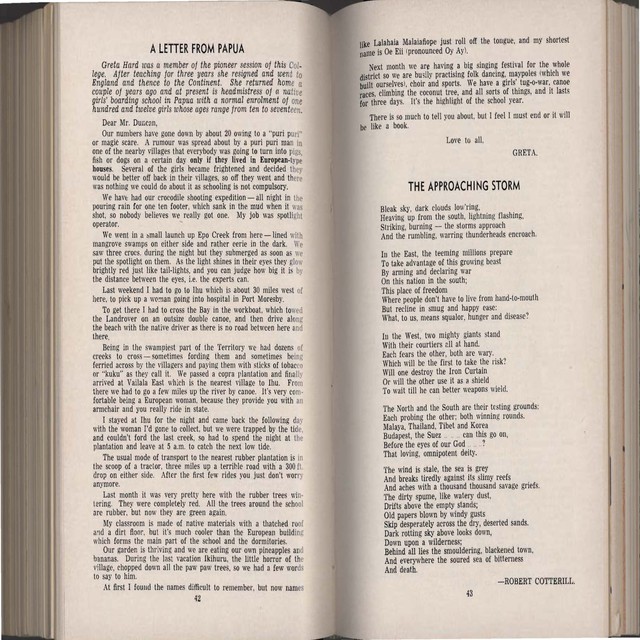 A LETTER FROM PAPUA
Greta Hard was a member of the pioneer session of this Col-
lege. After teaching for three years she resigned and went to
England and thence to the Continent. She returned home a
couple of years ago and at present is headmistress of a native
girls' boarding school in Papua with a normal enrolment of one
hundred and twelve girls whose ages range from ten to seventeen.
Dear Mr. Duncan,
Our numbers have gone down by about 20 owing to a "puri puri"
or magic scare. A rumour was spread about by a puri puri man in
one of the nearby villages that everybody was going to turn into pigs,
fish or dogs on a certain day only if they lived in European-type
houses. Several of the girls became frightened and decided they
would be better off back in their villages, so off they went and there
was nothing we could do about it as schooling is not compulsory.
We have had our crocodile shooting expedition—all night in the
pouring rain for one ten footer, which sank in the mud when it was
shot, so nobody believes we really got one. My job was spotlight
operator.
We went in a small launch up Epo Creek from here—lined with
mangrove swamps on either side and rather eerie in the dark. We
saw three crocs. during the night but they submerged as soon as we
put the spotlight on them. As the light shines in their eyes they glow
brightly red just like tail-lights, and you can judge how big it is by
the distance between the eyes, i.e. the experts can.
Last weekend I had to go to Ihu which is about 30 miles west of
here, to pick up a woman going into hospital in Port Moresby.
To get there I had to cross the Bay in the workboat, which towed
the Landrover on an outsize double canoe, and then drive along
the beach with the native driver as there is no road between here and
there.
Being in the swampiest part of the Territory we had dozens of
creeks to cross—sometimes fording them and sometimes being
ferried across by the villagers and paying them with sticks of tobacco
or "kuku" as they call it. We passed a copra plantation and finally
arrived at Vailala East which is the nearest village to Ihu. From
there we had to go a few miles up the river by canoe. It's very com-
fortable being a European woman, because they provide you with an
armchair and you really ride in state.
I stayed at Ihu for the night and came back the following day
with the woman I'd gone to collect, but we were trapped by the tide,
and couldn't ford the last creek, so had to spend the night at the
plantation and leave at 5 a.m. to catch the next low tide.
The usual mode of transport to the nearest rubber plantation is in
the scoop of a tractor, three miles up a terrible road with a 300 ft.
drop on either side. After the first few rides you just don't worry
anymore.
Last month it was very pretty here with the rubber trees win-
tering. They were completely red. All the trees around the school
are rubber, but now they are green again.
My classroom is made of native materials with a thatched roof
and a dirt floor, but it's much cooler than the European building
which forms the main part of the school and the dormitories.
Our garden is thriving and we are eating our own pineapples and
bananas. During the last vacation Ikiburu, the little horror of the
village, chopped down all the paw paw trees, so we had a few words
to say to him.
At first I found the names difficult to remember, but now names
42
like Lalahaia Malaiafiope just roll off the tongue, and my shortest
name is Oe Eii (pronounced Oy Ay).
Next month we are having a big singing festival for the whole
district so we are busily practising folk dancing, maypoles (which we
built ourselves), choir and sports. We have a girls' tug-o-war, canoe
races, climbing the coconut tree, and all sorts of things, and it lasts
for three days. It's the highlight of the school year.
There is so much to tell you about, but I feel I must end or it will
be like a book.
Love to all,
GRETA.
THE APPROACHING STORM
Bleak sky, dark clouds low'ring,
Heaving up from the south, lightning flashing,
Striking, burning — the storms approach
And the rumbling, warring thunderheads encroach.
In the East, the teeming millions prepare
To take advantage of this growing beast
By arming and declaring war
On this nation in the south;
This place of freedom
Where people don't have to live from hand-to-mouth
But recline in smug and happy ease:
What, to us, means squalor, hunger and disease?
In the West, two mighty giants stand
With their courtiers all at hand.
Each fears the other, both are wary.
Which will be the first to take the risk?
Will one destroy the Iron Curtain
Or will the other use it as a shield
To wait till he can better weapons wield.
The North and the South are their testing grounds:
Each probing the other; both winning rounds.
Malaya, Thailand, Tibet and Korea
Budapest, the Suez . . . can this go on,
Before the eyes of our God . . . ?
That loving, omnipotent deity.
The wind is stale, the sea is grey
And breaks tiredly against its slimy reefs
And aches with a thousand thousand savage griefs.
The dirty spume, like watery dust,
Drifts above the empty stands;
Old papers blown by windy gusts
Skip desperately across the dry, deserted sands.
Dark rotting sky above looks down,
Down upon a wilderness;
Behind all lies the smouldering, blackened town,
And everywhere the soured sea of bitterness
And death.
—ROBERT COTTERILL.
43